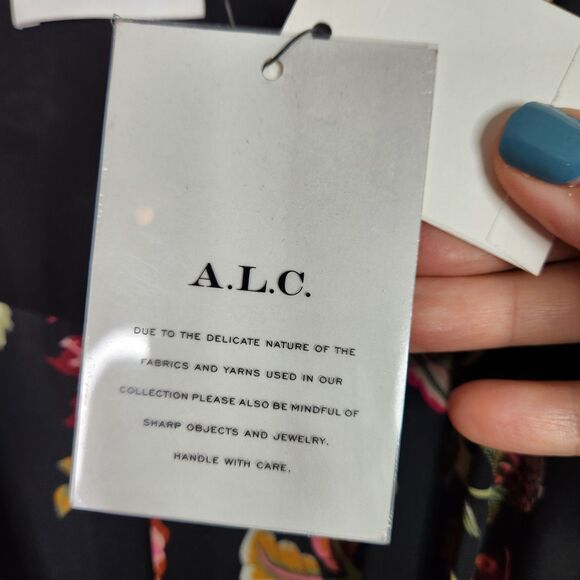 A.L.C.
DUE TO THE DELICATE NATURE OF THE
FABRICS AND YARNS USED IN OUR
COLLECTION PLEASE ALSO BE MINDFUL OF
SHARP OBJECTS AND JEWELRY.
HANDLE WITH CARE.